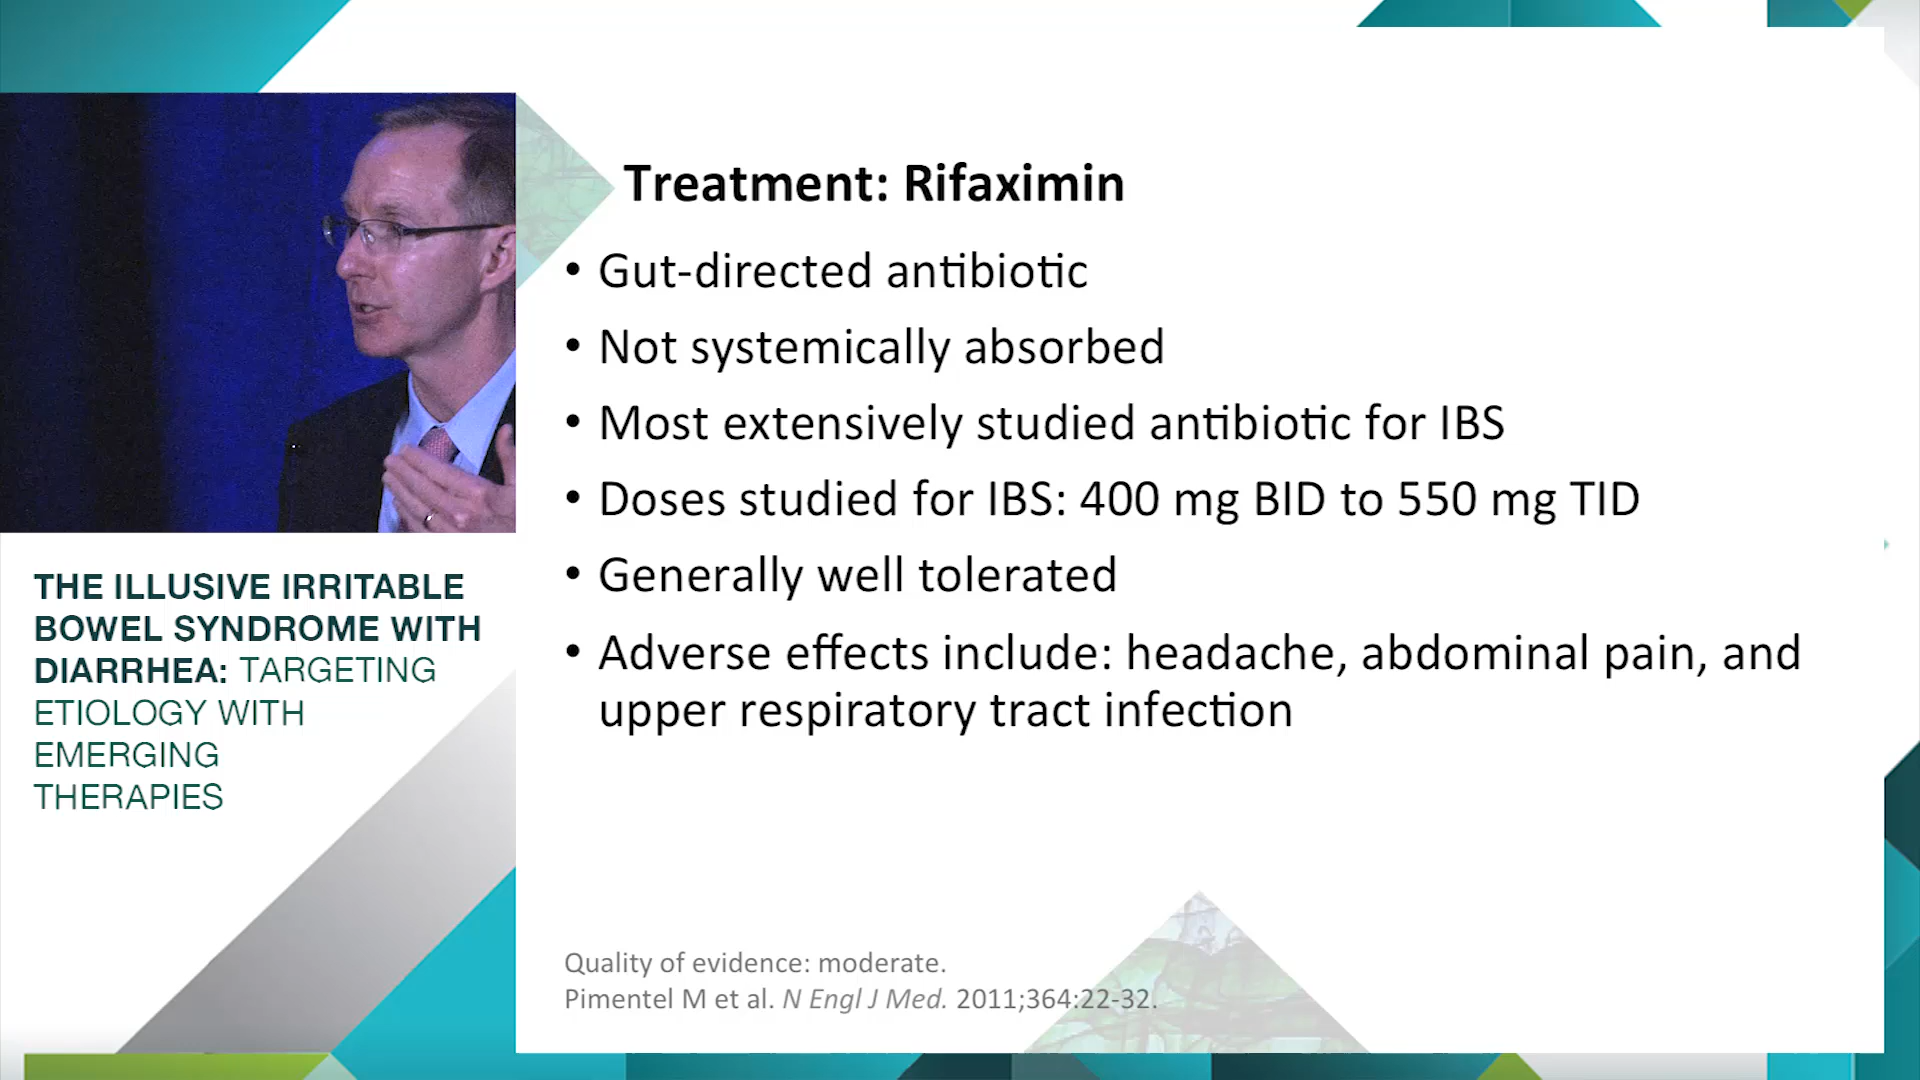 Treatment: Rifaximin
• Gut-directed antibiotic
• Not systemically absorbed
• Most extensively studied antibiotic for IBS
• Doses studied for IBS: 400 mg BID to 550 mg TID
• Generally well tolerated
• Adverse effects include: headache, abdominal pain, and
upper respiratory tract infection
Quality of evidence: moderate.
Pimentel M et al. N Engl J Med. 2011;364:22-32.
THE ILLUSIVE IRRITABLE
BOWEL SYNDROME WITH
DIARRHEA: TARGETING
ETIOLOGY WITH
EMERGING
THERAPIES